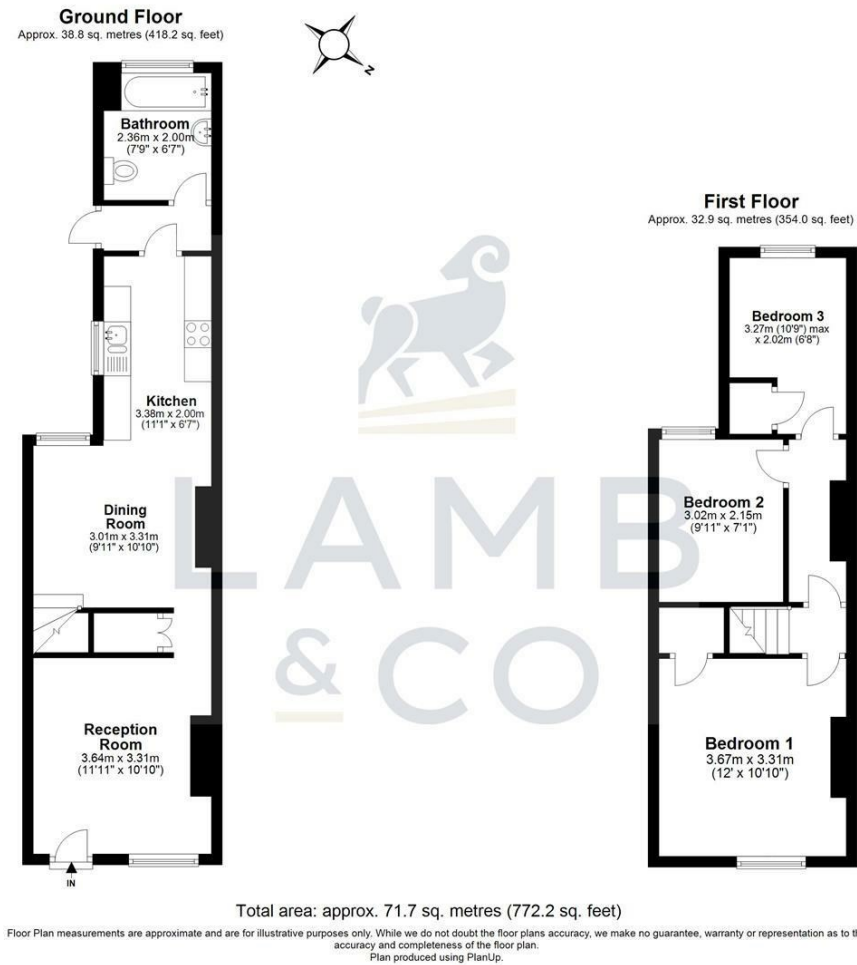 Ground Floor
Approx. 38.8 sq. metres (418.2 sq. feet)
N
Bathroom
2.36m x 2.00m
(7'9" x 6'7")
Kitchen
3.38m x 2.00m
(11'1" x 6'7")
Dining
Room
3.01m x 3.31m
(9'11" x 10'10")
Reception
Room
3.64m x 3.31m
(11'11" x 10'10")
IN
First Floor
Approx. 32.9 sq. metres (354.0 sq. feet)
Bedroom 3
3.27m (10'9") max
x 2.02m (6'8")
Bedroom 2
3.02m x 2.15m
(9'11" x 7'1")
Bedroom 1
3.67m x 3.31m
(12' x 10'10")
LAMB
& CO
Total area: approx. 71.7 sq. metres (772.2 sq. feet)
Floor Plan measurements are approximate and are for illustrative purposes only. While we do not doubt the floor plans accuracy, we make no guarantee, warranty or representation as to th
accuracy and completeness of the floor plan.
Plan produced using PlanUp.